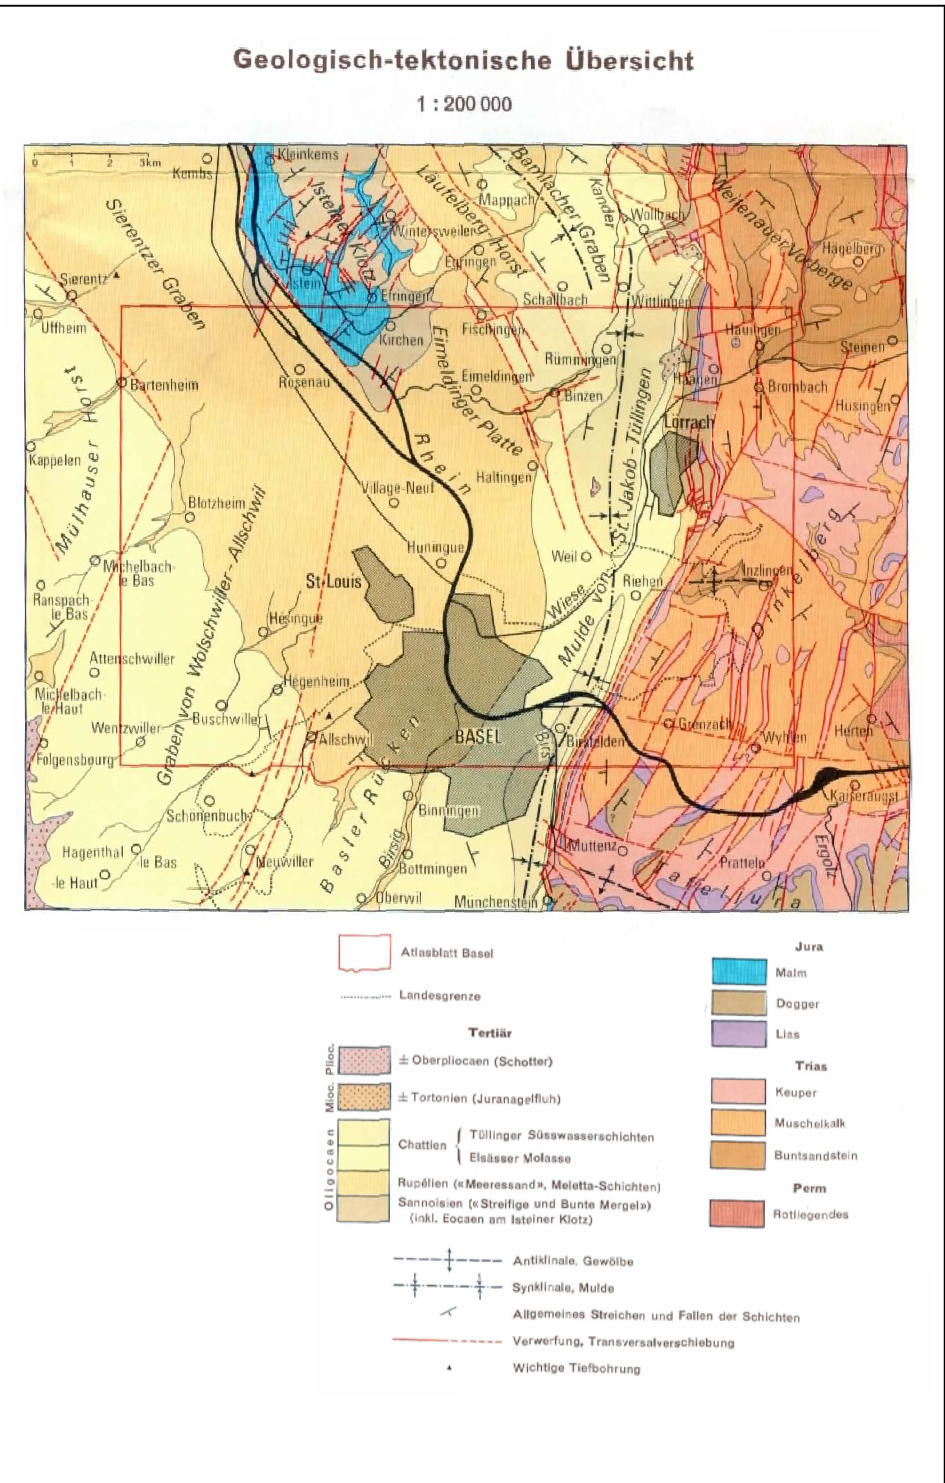 Geologisch-tektonische Übersicht
1 : 200 000
0 1 2 3km
Kembs
Kleinkems
Isteiner Klotz
Läufelberg Horst
Mappach
Bamlacher Graben
Kander
Wollbach
Weitenauer Vorberge
Hägelberg
Sierentzer Graben
Sierentz
Wintersweiler
Egringen
Istein
Efringen
Schallbach
Wittlingen
Uffheim
Kirchen
Fischingen
Hauingen
Steinen
Rümmingen
Eimeldinger Platte
Eimeldingen
Binzen
Haagen
Brombach
Hüsingen
Bartenheim
Rosenau
Mülhauser Horst
Lörrach
Kappelen
Rhein
Haltingen
Village-Neuf
Blotzheim
Mulde von St. Jakob-Tüllingen
Huningue
Weil
Michelbach-
le Bas
St-Louis
Riehen
Inzlingen
Dinkelberg
Ranspach-
le Bas
Wiese
Graben von Wolschwiller-Allschwil
Hésingue
Attenschwiller
Hégenheim
Michelbach-
le Haut
Buschwiller
Wentzwiller
Allschwil
BASEL
Birs
Birsfelden
Grenzach
Wyhlen
Herten
Folgensbourg
Basler Rücken
Kaiseraugst
Schönenbuch
Binningen
Birsig
Muttenz
Ergolz
Hagenthal -le Bas
-le Haut
Neuwiller
Bottmingen
Pratteln
Tafeljura
Oberwil
Münchenstein
Atlasblatt Basel
Landesgrenze
Tertiär
Plioc.
± Oberpliocaen (Schotter)
Mioc.
± Tortonien (Juranagelfluh)
Oligocaen
Chattien { Tüllinger Süsswasserschichten
Elsässer Molasse
Rupélien («Meeressand», Meletta-Schichten)
Sannoisien («Streifige und Bunte Mergel»)
(inkl. Eocaen am Isteiner Klotz)
Jura
Malm
Dogger
Lias
Trias
Keuper
Muschelkalk
Buntsandstein
Perm
Rotliegendes
Antiklinale, Gewölbe
Synklinale, Mulde
Allgemeines Streichen und Fallen der Schichten
Verwerfung, Transversalverschiebung
Wichtige Tiefbohrung